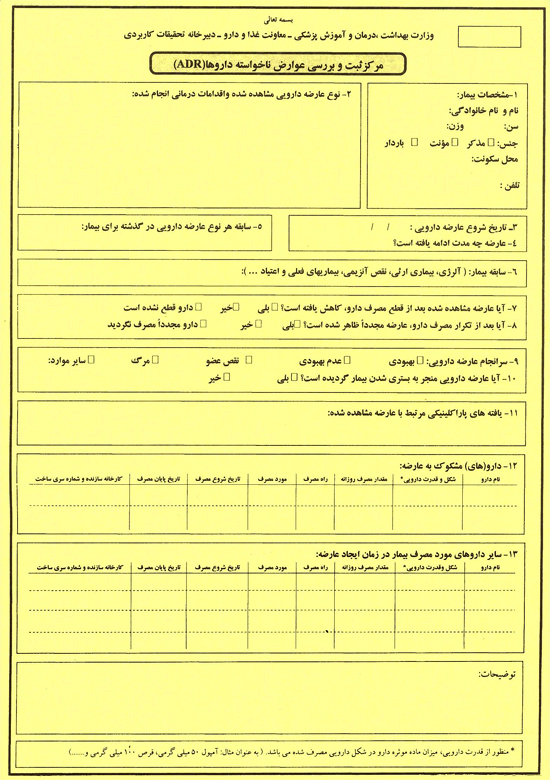 بسمه تعالی
وزارت بهداشت ،درمان و آموزش پزشکی ـ معاونت غذا و دارو ـ دبیرخانه تحقیقات کاربردی
مرکز ثبت و بررسی عوارض ناخواسته داروها(ADR)
۱-مشخصات بیمار:
نام و نام خانوادگی:
سن: وزن:
جنس: □ مذکر □ مؤنث □ باردار
محل سکونت:
تلفن :
۲- نوع عارضه دارویی مشاهده شده واقدامات درمانی انجام شده:
۳ـ تاریخ شروع عارضه دارویی : / /
٤- عارضه چه مدت ادامه یافته است؟
۵- سابقه هر نوع عارضه دارویی در گذشته برای بیمار:
۶- سابقه بیمار: ( آلرژی، بیماری ارثی، نقص آنزیمی، بیماریهای فعلی و اعتیاد ... ):
۷- آیا عارضه مشاهده شده بعد از قطع مصرف دارو، کاهش یافته است؟ □ بلی □ خیر □ دارو قطع نشده است
۸- آیا بعد از تکرار مصرف دارو، عارضه مجدداً ظاهر شده است؟ □ بلی □ خیر □ دارو مجدداً مصرف نگردید
۹- سرانجام عارضه دارویی: □ بهبودی □ عدم بهبودی □ نقص عضو □ مرگ □ سایر موارد:
۱۰- آیا عارضه دارویی منجر به بستری شدن بیمار گردیده است؟ □ بلی □ خیر
۱۱- یافته های پاراکلینیکی مرتبط با عارضه مشاهده شده:
۱۲- دارو(های) مشکوک به عارضه:
نام دارو شکل و قدرت دارویی* مقدار مصرف روزانه راه مصرف مورد مصرف تاریخ شروع مصرف تاریخ پایان مصرف کارخانه سازنده و شماره سری ساخت
۱۳- سایر داروهای مورد مصرف بیمار در زمان ایجاد عارضه:
نام دارو شکل وقدرت دارویی* مقدار مصرف روزانه راه مصرف مورد مصرف تاریخ شروع مصرف تاریخ پایان مصرف کارخانه سازنده و شماره سری ساخت
توضیحات:
* منظور از قدرت دارویی، میزان ماده موثره دارو در شکل دارویی مصرف شده می باشد. ( به عنوان مثال: آمپول ۵۰ میلی گرمی، قرص ۱۰۰ میلی گرمی و......)